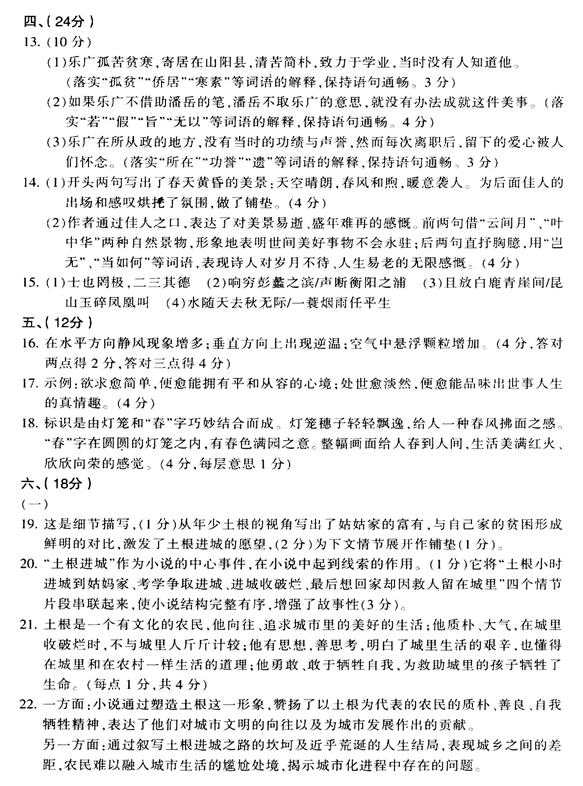 四、(24分)
13. (10分)
(1)乐广孤苦贫寒,寄居在山阳县,清苦简朴,致力于学业,当时没有人知道他。
(落实“孤贫”“侨居”“寒素”等词语的解释,保持语句通畅。3分)
(2)如果乐广不借助潘岳的笔,潘岳不取乐广的意思,就没有办法成就这件美事。(落
实“若”“假”“旨”“无以”等词语的解释,保持语句通畅。4分)
(3)乐广在所从政的地方,没有当时的功绩与声誉,然而每次离职后,留下的爱心被人
们怀念。(落实“所在”“功誉”“遗”等词语的解释,保持语句通畅。3分)
14. (1)开头两句写出了春天黄昏的美景:天空晴朗,春风和煦,暖意袭人。为后面佳人的
出场和感叹烘托了氛围,做了铺垫。(4分)
(2)作者通过佳人之口,表达了对美景易逝、盛年难再的感慨。前两句借“云间月”、“叶
中华”两种自然景物,形象地表明世间美好事物不会永驻;后两句直抒胸臆,用“岂
无”、“当如何”等词语,表现诗人对岁月不待、人生易老的无限感慨。(4分)
15. (1)士也罔极,二三其德 (2)响穷彭蠡之滨/声断衡阳之浦 (3)且放白鹿青崖间/昆
山玉碎凤凰叫 (4)水随天去秋无际/一蓑烟雨任平生
五、(12分)
16. 在水平方向静风现象增多;垂直方向上出现逆温;空气中悬浮颗粒增加。(4分,答对
两点得2分,答对三点得4分)
17. 示例:欲求愈简单,便愈能拥有平和从容的心境;处世愈淡然,便愈能品味出世事人生
的真情趣。(4分)
18. 标识是由灯笼和“春”字巧妙结合而成。灯笼穗子轻轻飘逸,给人一种春风拂面之感。
“春”字在圆圆的灯笼之内,有春色满园之意。整幅画面给人春到人间,生活美满红火、
欣欣向荣的感觉。(4分,每层意思1分)
六、(18分)
(一)
19. 这是细节描写,(1分)从年少土根的视角写出了姑姑家的富有,与自己家的贫困形成
鲜明的对比,激发了土根进城的愿望,(2分)为下文情节展开作铺垫(1分)。
20. “土根进城”作为小说的中心事件,在小说中起到线索的作用。(1分)它将“土根小时
进城到姑妈家、考学争取进城、进城收破烂、最后想回家却因救人留在城里”四个情节
片段串联起来,使小说结构完整有序,增强了故事性(3分)。
21. 土根是一个有文化的农民,他向往、追求城市里的美好的生活;他质朴、大气,在城里
收破烂时,不与城里人斤斤计较;他有思想,善思考,明白了城里生活的艰辛,也懂得
在城里和在农村一样生活的道理;他勇敢、敢于牺牲自我,为救助城里的孩子牺牲了
生命。(每点1分,共4分)
22. 一方面:小说通过塑造土根这一形象,赞扬了以土根为代表的农民的质朴、善良、自我
牺牲精神,表达了他们对城市文明的向往以及为城市发展作出的贡献。
另一方面:通过叙写土根进城之路的坎坷及近乎荒诞的人生结局,表现城乡之间的差
距,农民难以融入城市生活的尴尬处境,揭示城市化进程中存在的问题。